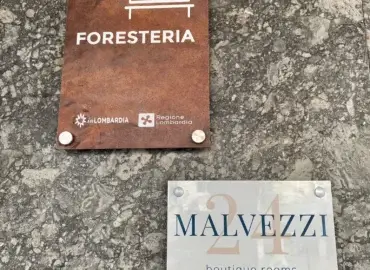 FORESTERIA
inLOMBARDIA
Regione
Lombardia
24
MALVEZZI
boutique rooms